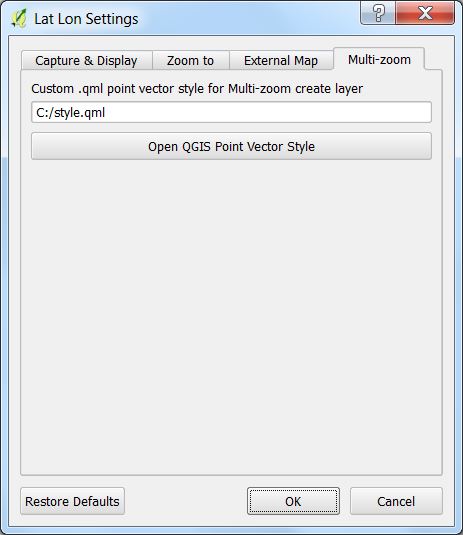 Lat Lon Settings
?
X
Capture & Display
Zoom to
External Map
Multi-zoom
Custom .qml point vector style for Multi-zoom create layer
C:/style.qml
Open QGIS Point Vector Style
Restore Defaults
OK
Cancel